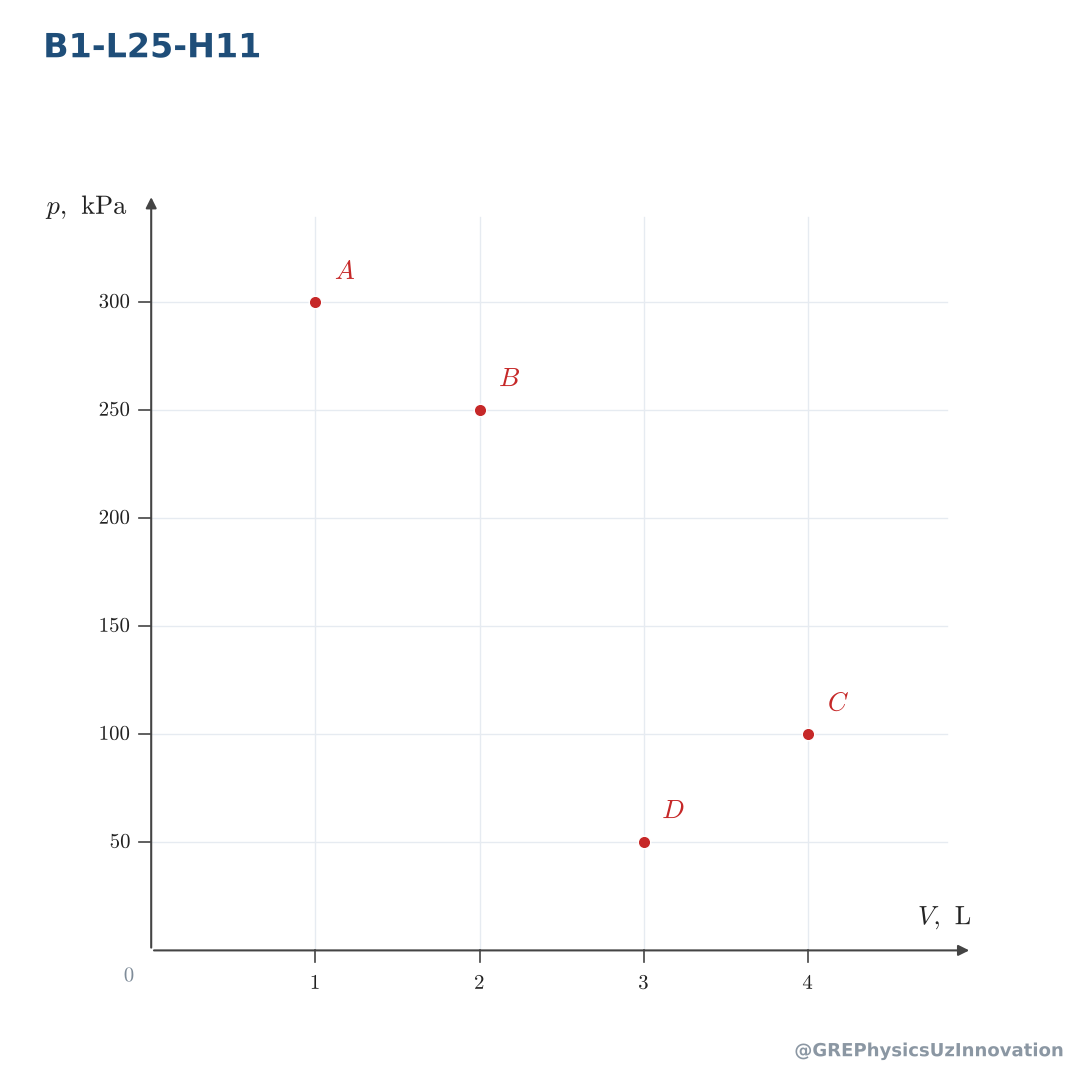 B1-L25-H11
p, kPa
A
300
B
250
200
150
C
100
D
50
V, L
0
1 2 3 4
@GREPhysicsUzInnovation